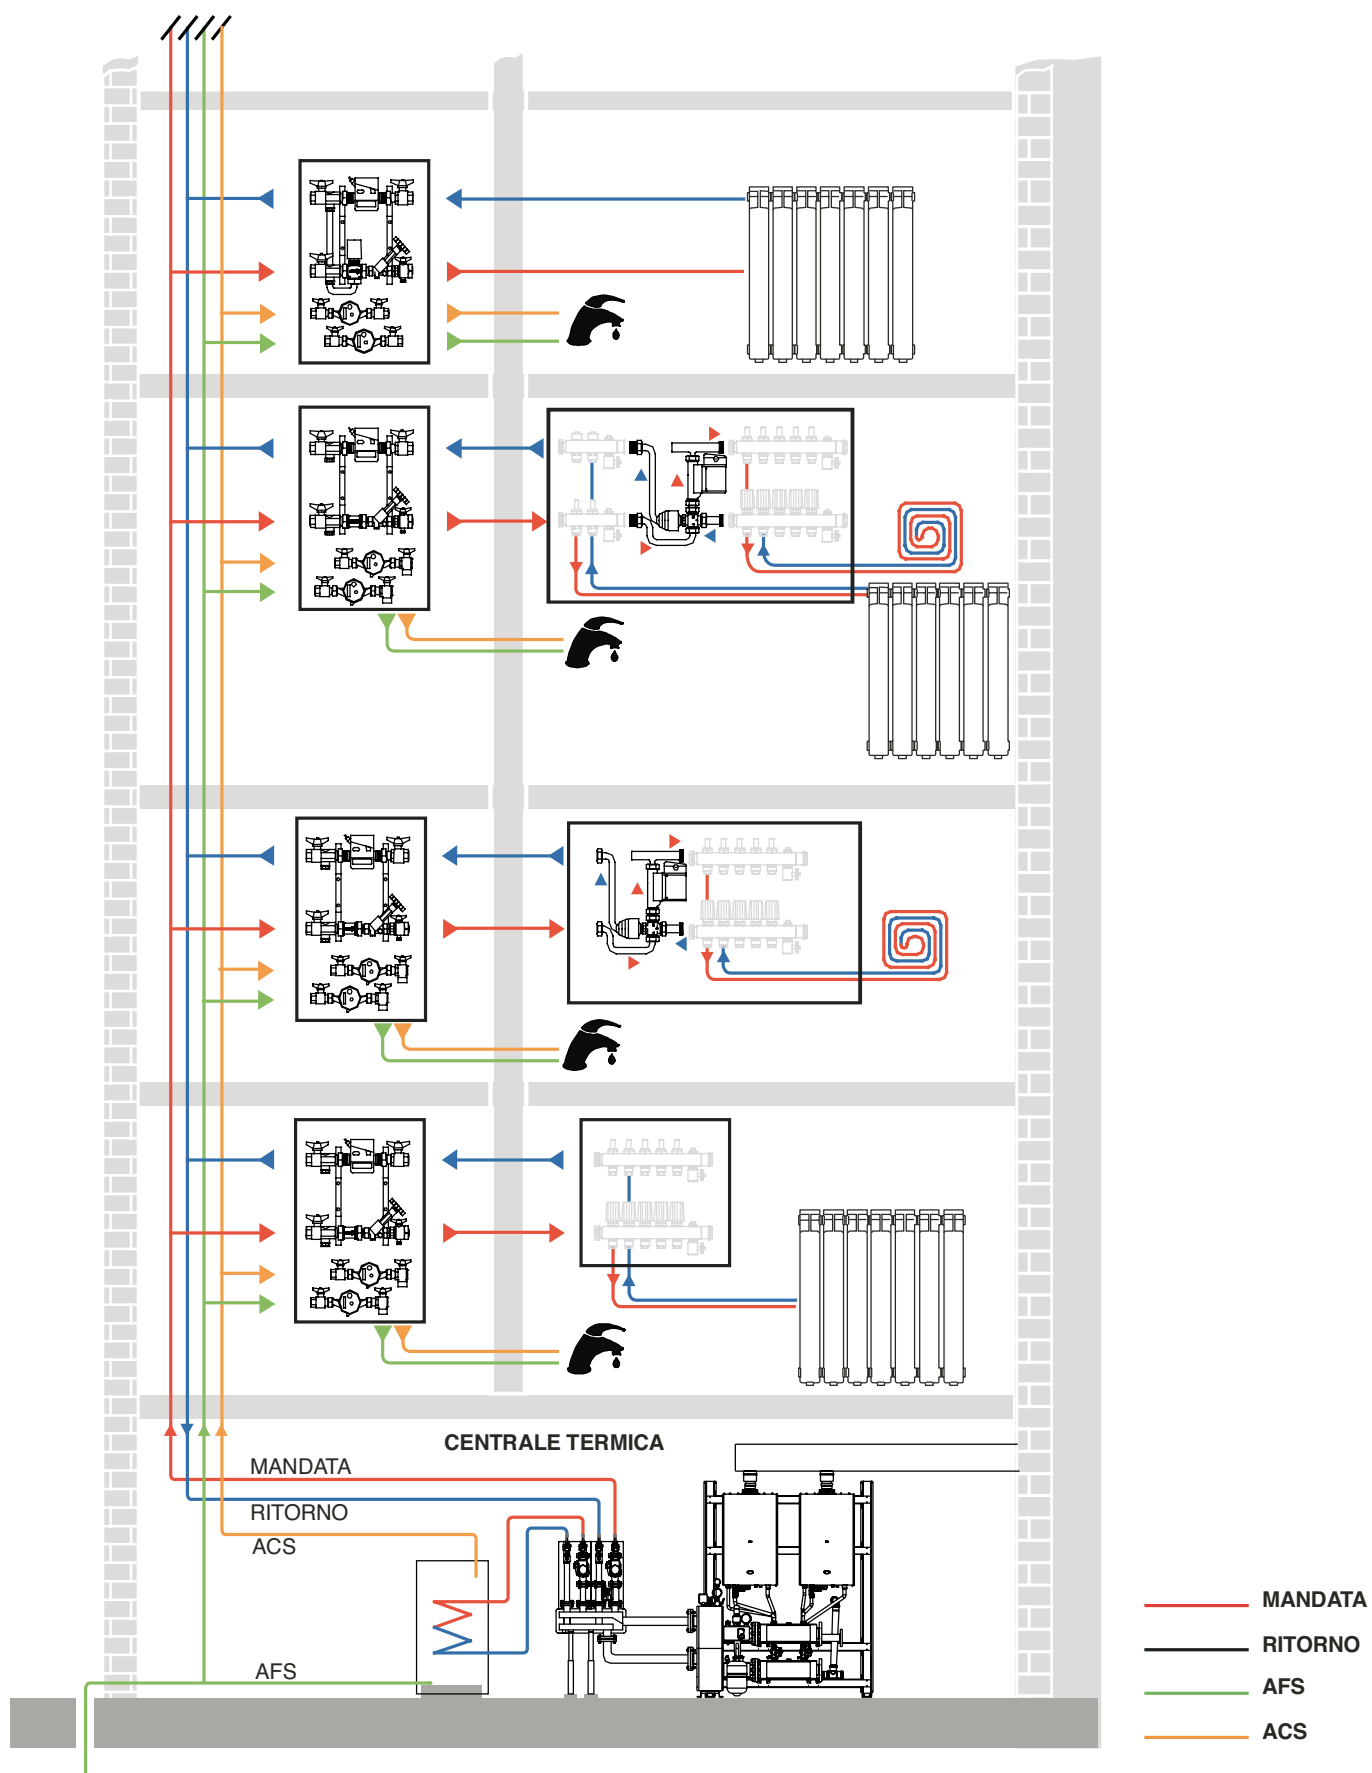 CENTRALE TERMICA
MANDATA
RITORNO
ACS
AFS
MANDATA
RITORNO
AFS
ACS